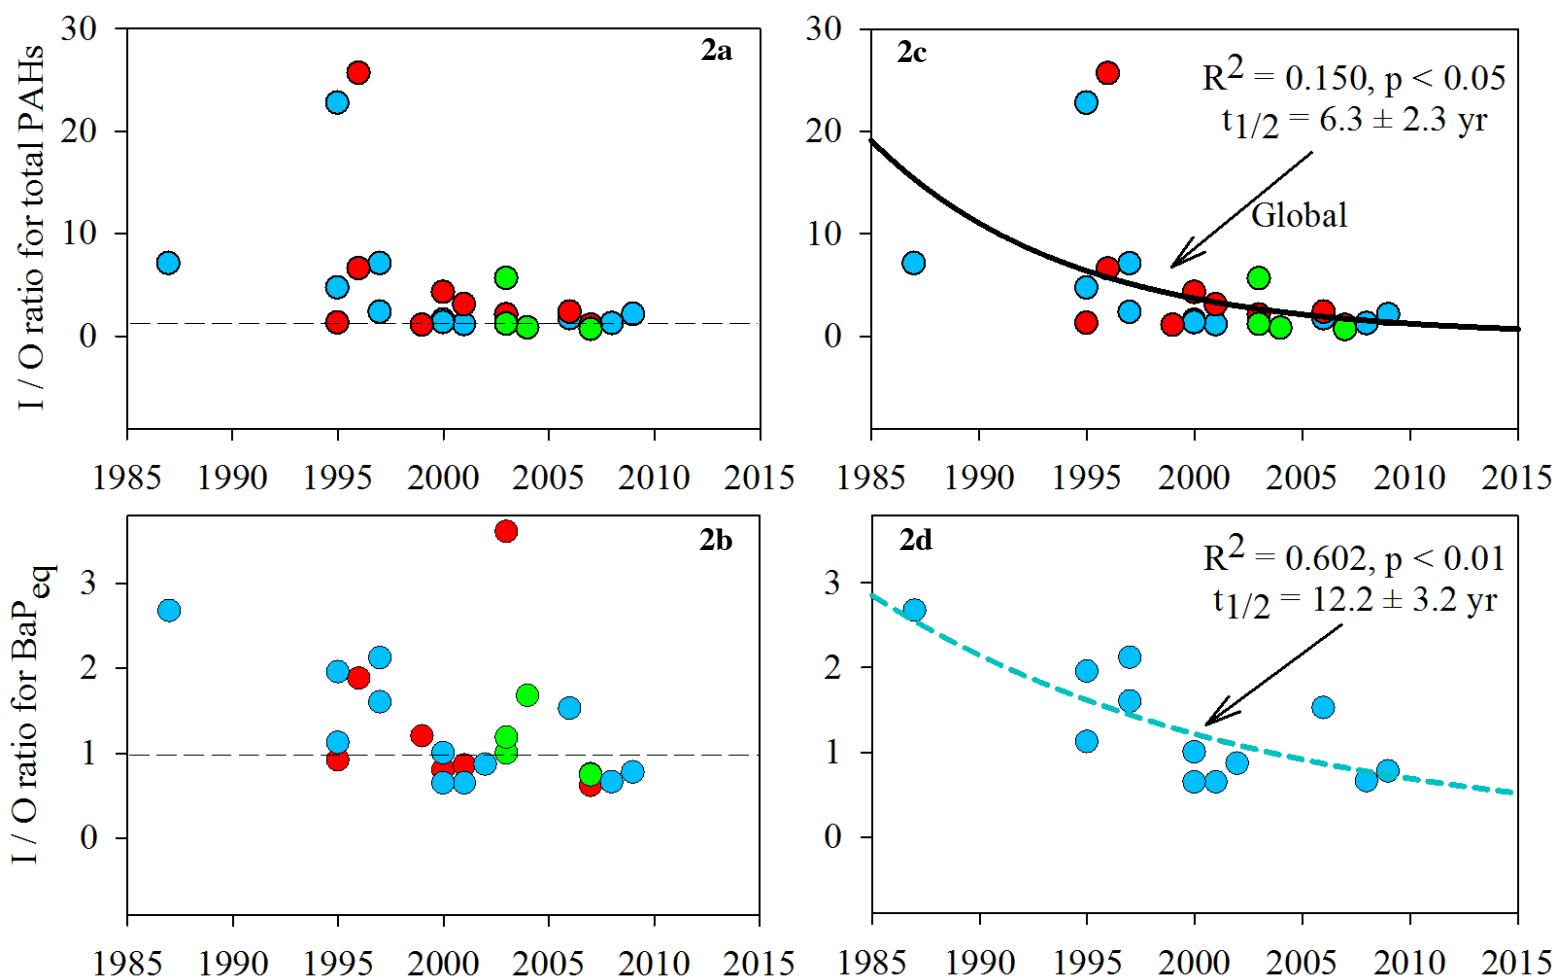 I / O ratio for total PAHs
30
20
10
0
2a
1985 1990 1995 2000 2005 2010 2015
30
20
10
0
2c
R2 = 0.150, p < 0.05
t1/2 = 6.3 ± 2.3 yr
Global
1985 1990 1995 2000 2005 2010 2015
I / O ratio for BaPeq
3
2
1
0
2b
1985 1990 1995 2000 2005 2010 2015
3
2
1
0
2d
R2 = 0.602, p < 0.01
t1/2 = 12.2 ± 3.2 yr
1985 1990 1995 2000 2005 2010 2015